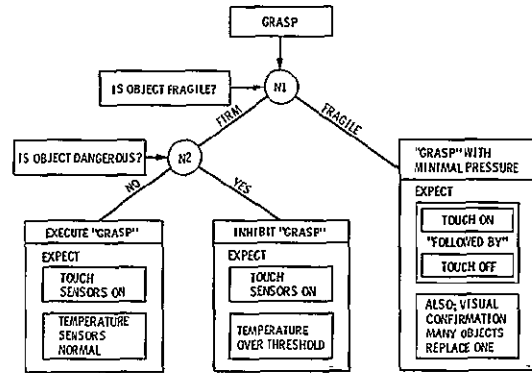 GRASP
IS OBJECT FRAGILE?
N1
FIRM
FRAGILE
IS OBJECT DANGEROUS?
N2
NO
YES
"GRASP" WITH
MINIMAL PRESSURE
EXPECT
TOUCH ON
"FOLLOWED BY"
TOUCH OFF
ALSO; VISUAL
CONFIRMATION
MANY OBJECTS
REPLACE ONE
EXECUTE "GRASP"
EXPECT
TOUCH
SENSORS ON
TEMPERATURE
SENSORS
NORMAL
INHIBIT "GRASP"
EXPECT
TOUCH
SENSORS ON
TEMPERATURE
OVER THRESHOLD